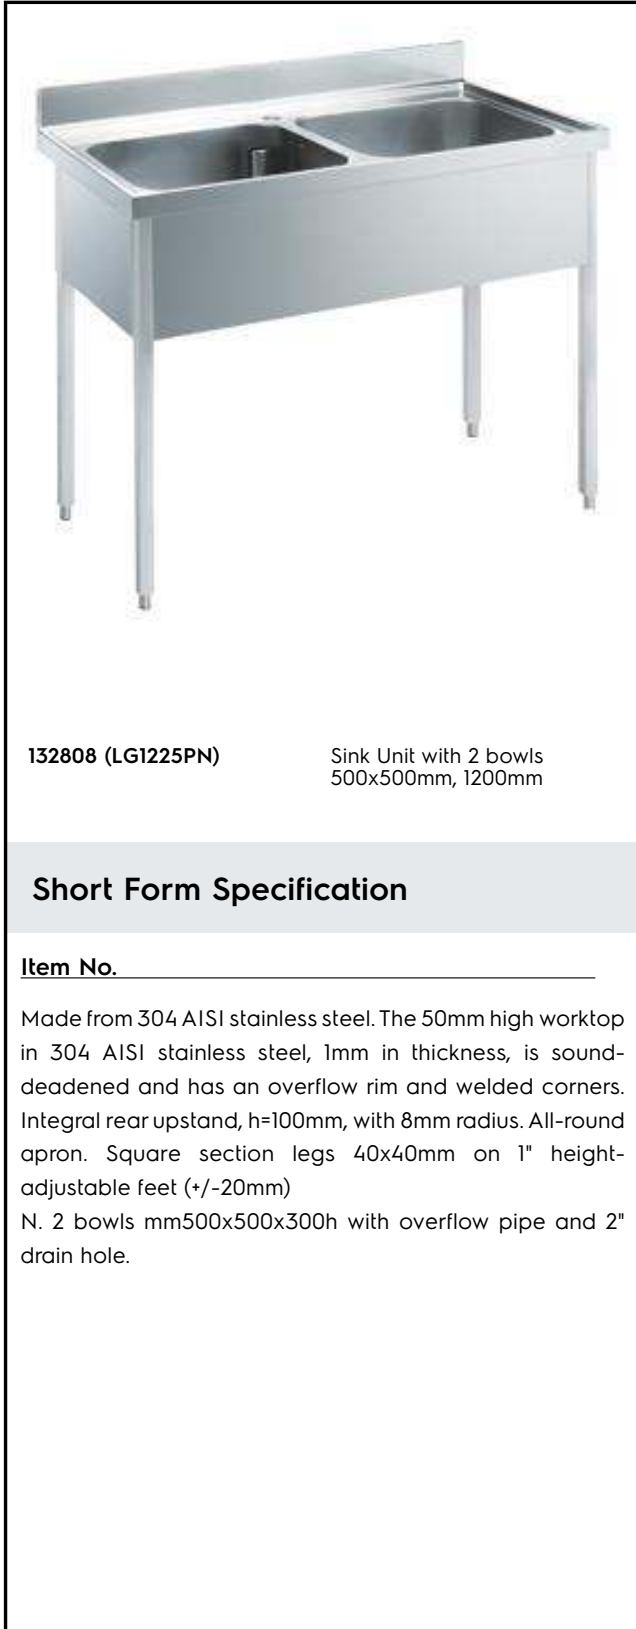 132808 (LG1225PN)
Sink Unit with 2 bowls
500x500mm, 1200mm
Short Form Specification
Item No.
Made from 304 AISI stainless steel. The 50mm high worktop
in 304 AISI stainless steel, 1mm in thickness, is sound-
deadened and has an overflow rim and welded corners.
Integral rear upstand, h=100mm, with 8mm radius. All-round
apron. Square section legs 40x40mm on 1" height-
adjustable feet (+/-20mm)
N. 2 bowls mm500x500x300h with overflow pipe and 2"
drain hole.